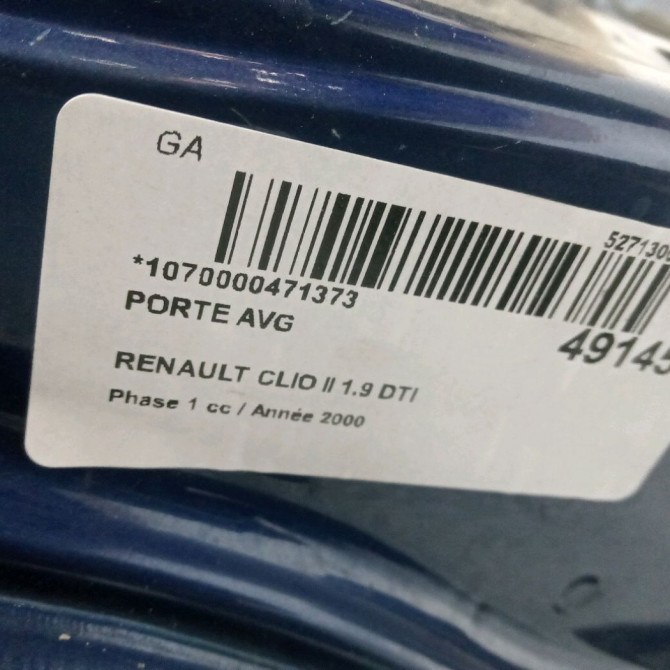 GA
*1070000471373
PORTE AVG
RENAULT CLIO II 1.9 DTI
Phase 1 cc / Année 2000